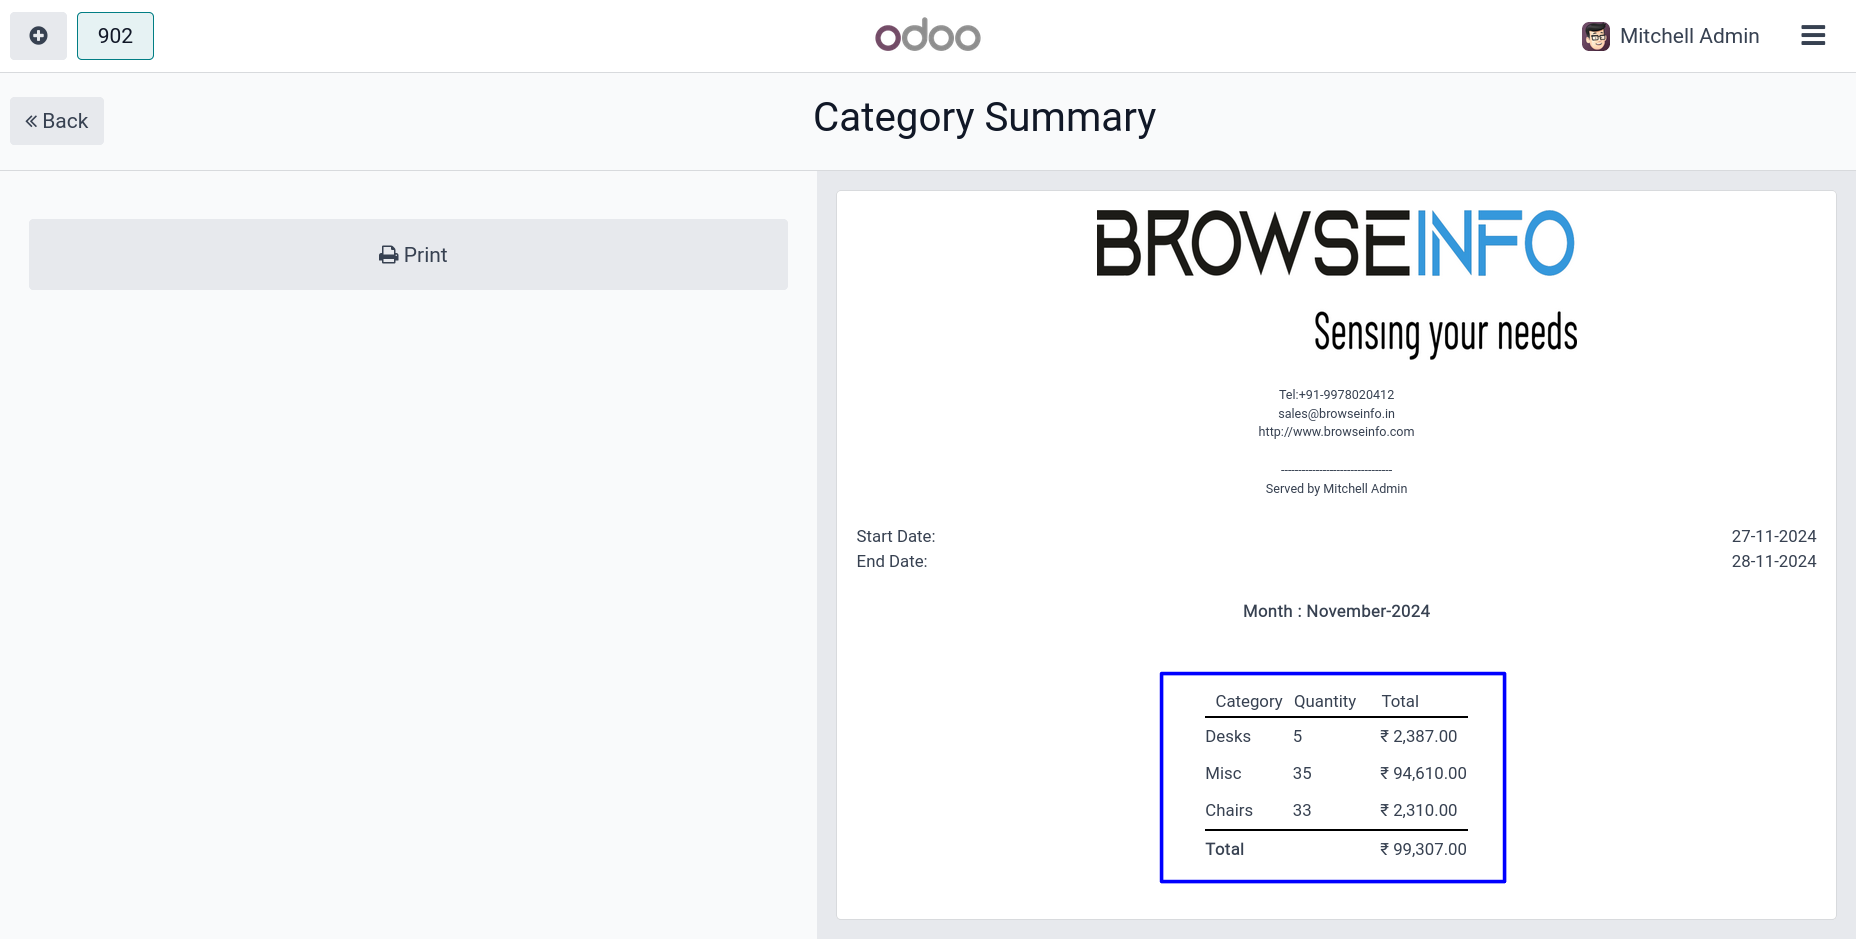 902
odoo
Mitchell Admin
Back
Category Summary
Print
BROWSEINFO
Sensing your needs
Tel:+91-9978020412
sales@browseinfo.in
http://www.browseinfo.com
--------------------------------
Served by Mitchell Admin
Start Date: 27-11-2024
End Date: 28-11-2024
Month : November-2024
Category Quantity Total
Desks 5 ₹ 2,387.00
Misc 35 ₹ 94,610.00
Chairs 33 ₹ 2,310.00
Total ₹ 99,307.00